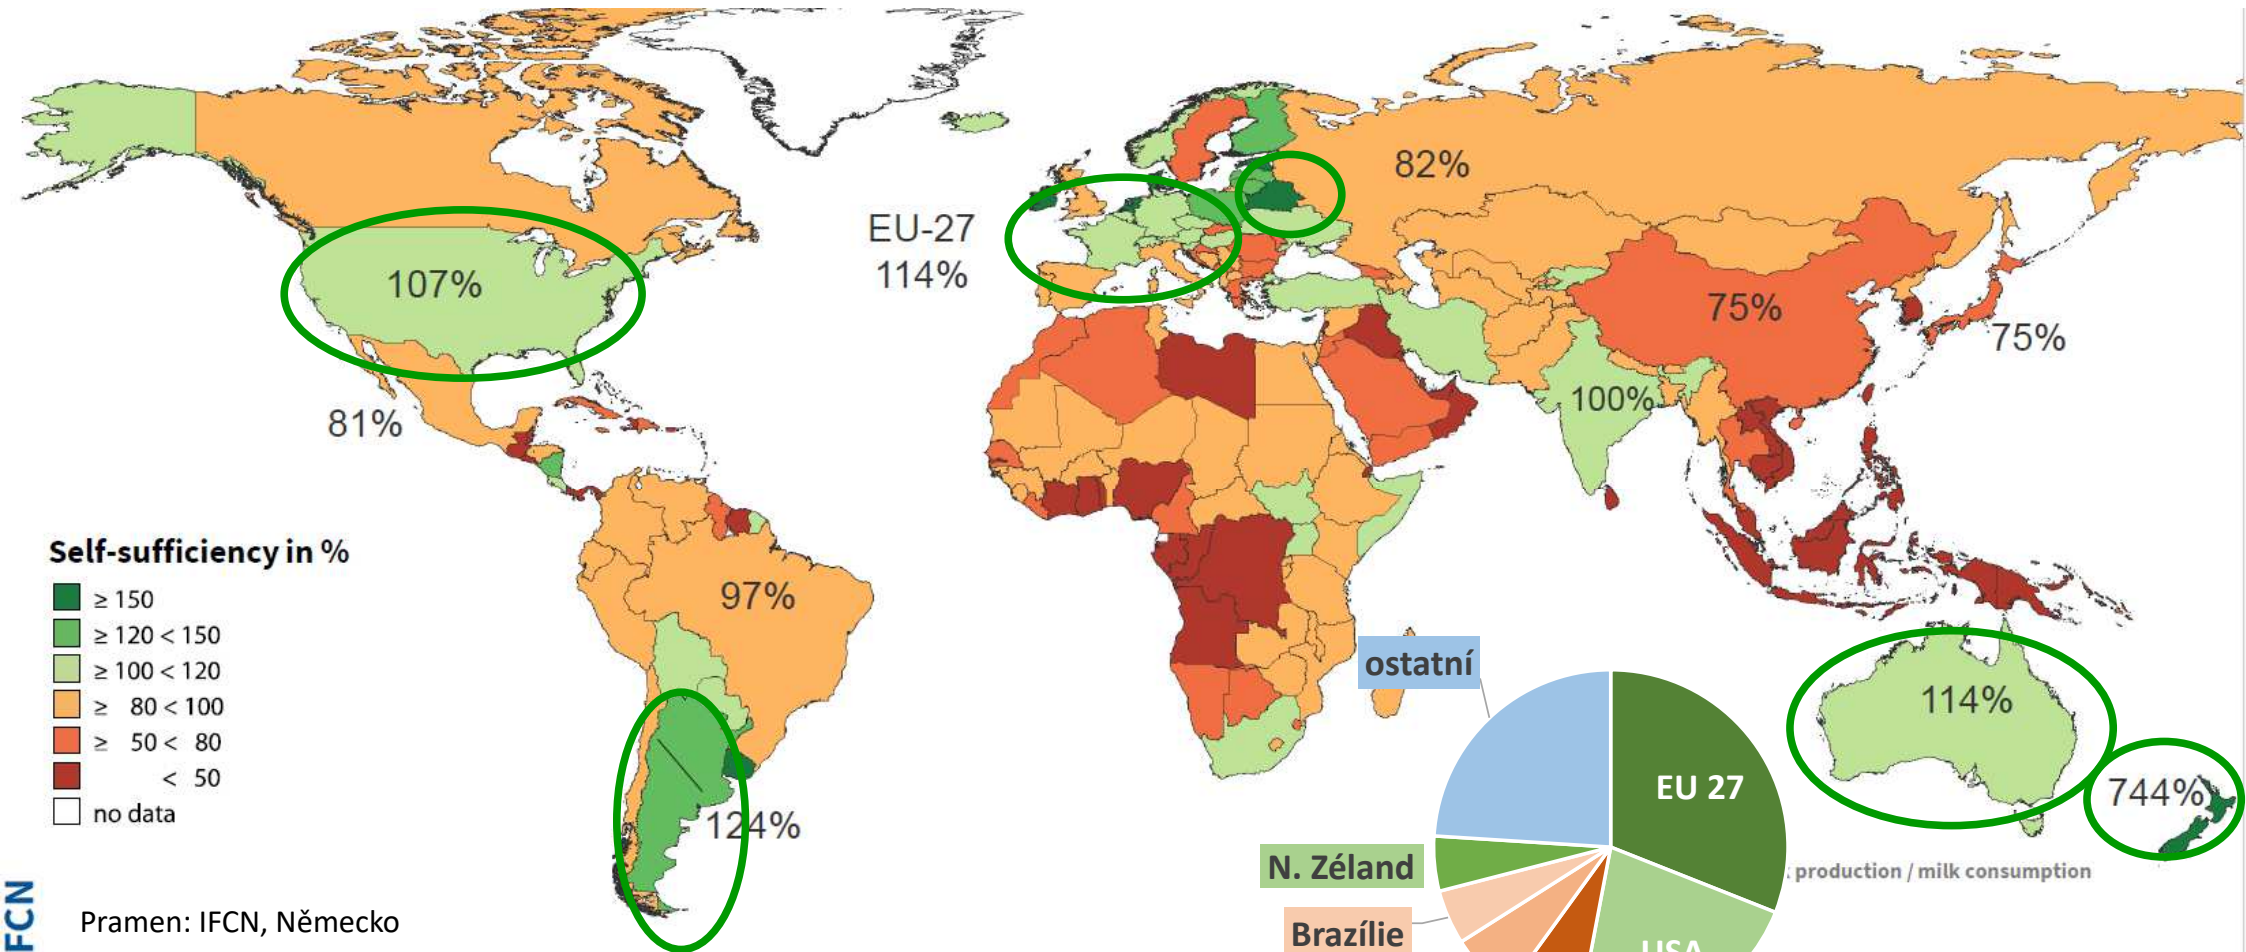 82%
EU-27
114%
107%
75%
75%
100%
81%
Self-sufficiency in %
≥ 150
≥ 120 < 150
≥ 100 < 120
≥ 80 < 100
≥ 50 < 80
< 50
no data
97%
124%
114%
744%
ostatní
EU 27
N. Zéland
Brazílie
USA
production / milk consumption
FCN
Pramen: IFCN, Německo